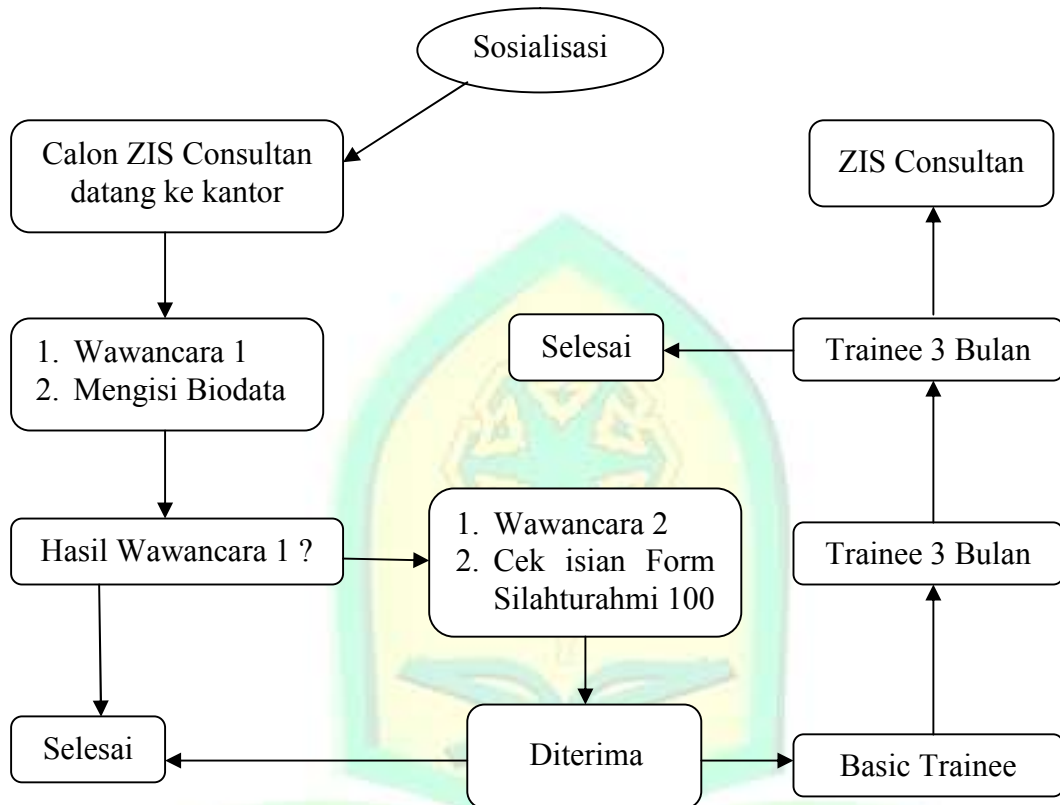 Sosialisasi
Calon ZIS Consultan
datang ke kantor
ZIS Consultan
1. Wawancara 1
2. Mengisi Biodata
Selesai
Trainee 3 Bulan
Hasil Wawancara 1 ?
1. Wawancara 2
2. Cek isian Form
Silahturahmi 100
Trainee 3 Bulan
Selesai
Diterima
Basic Trainee